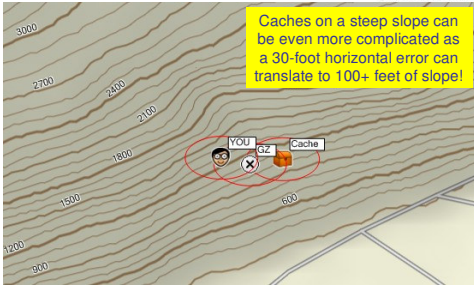 Caches on a steep slope can
be even more complicated as
a 30-foot horizontal error can
translate to 100+ feet of slope!
3000
2700
2400
2100
YOU
GZ
Cache
1800
1500
600
1200
900